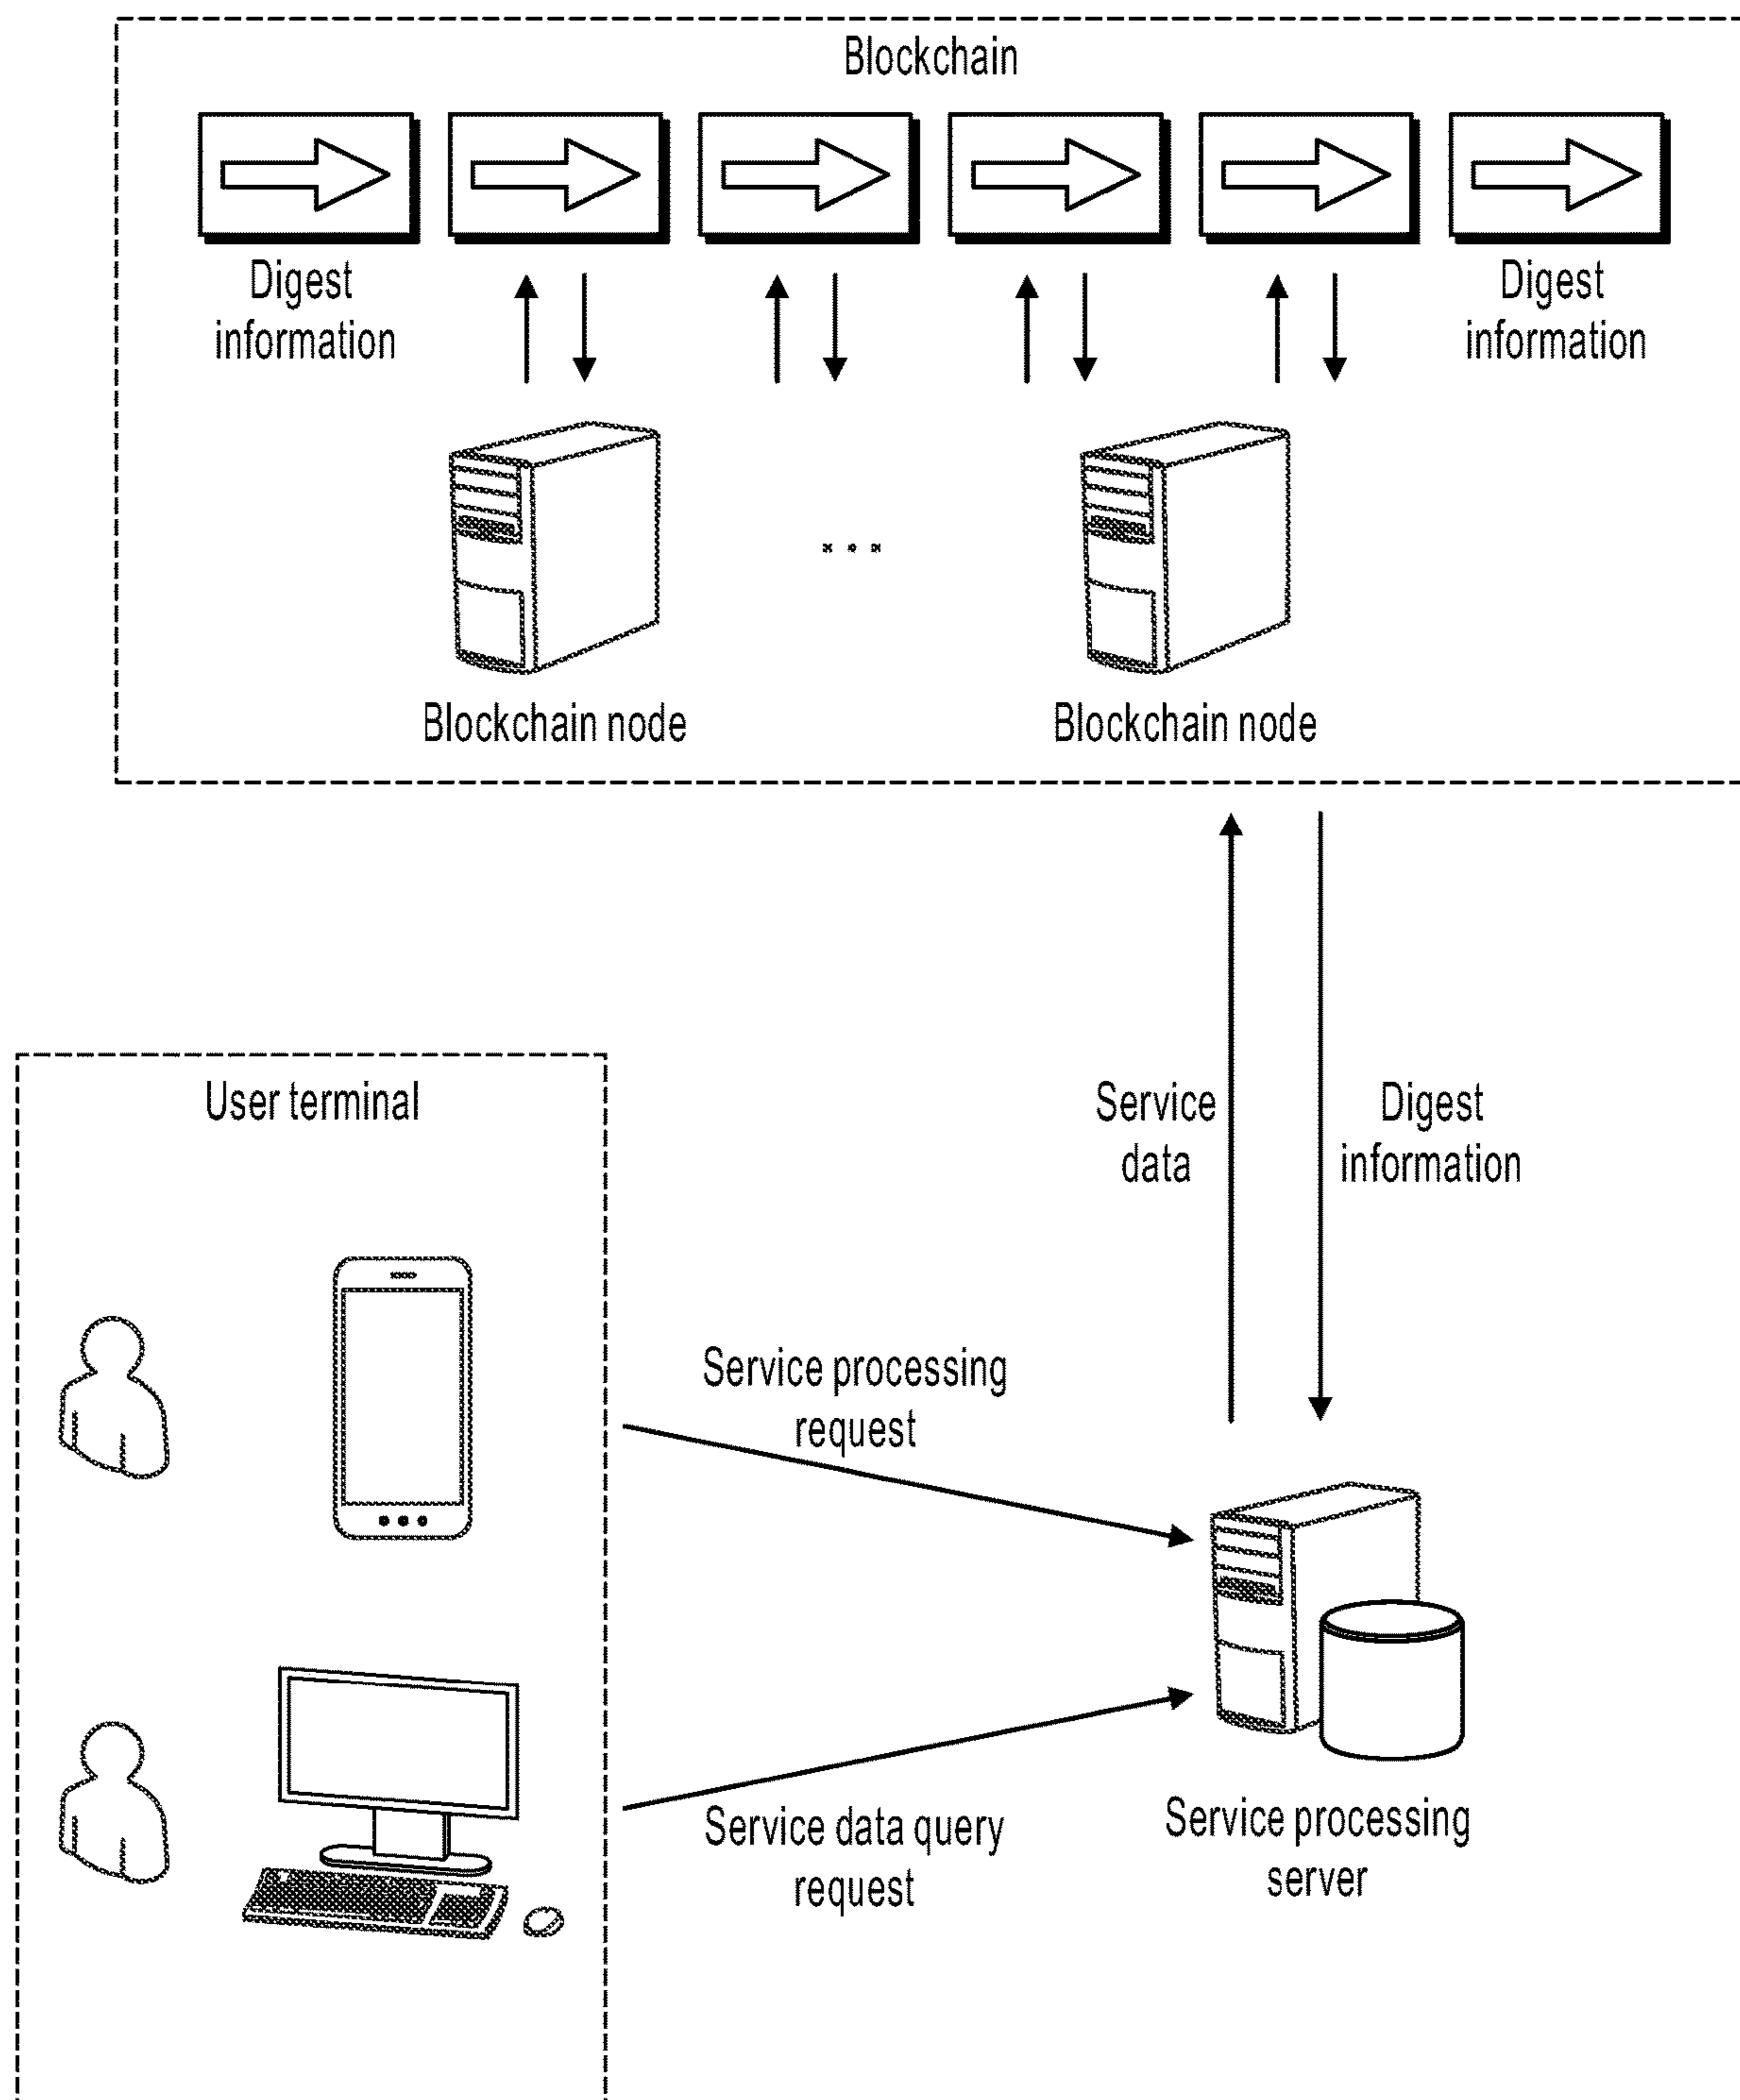 Blockchain
Digest
information
Digest
information
Blockchain node
Blockchain node
User terminal
Service
data
Digest
information
Service processing
request
Service data query
request
Service processing
server